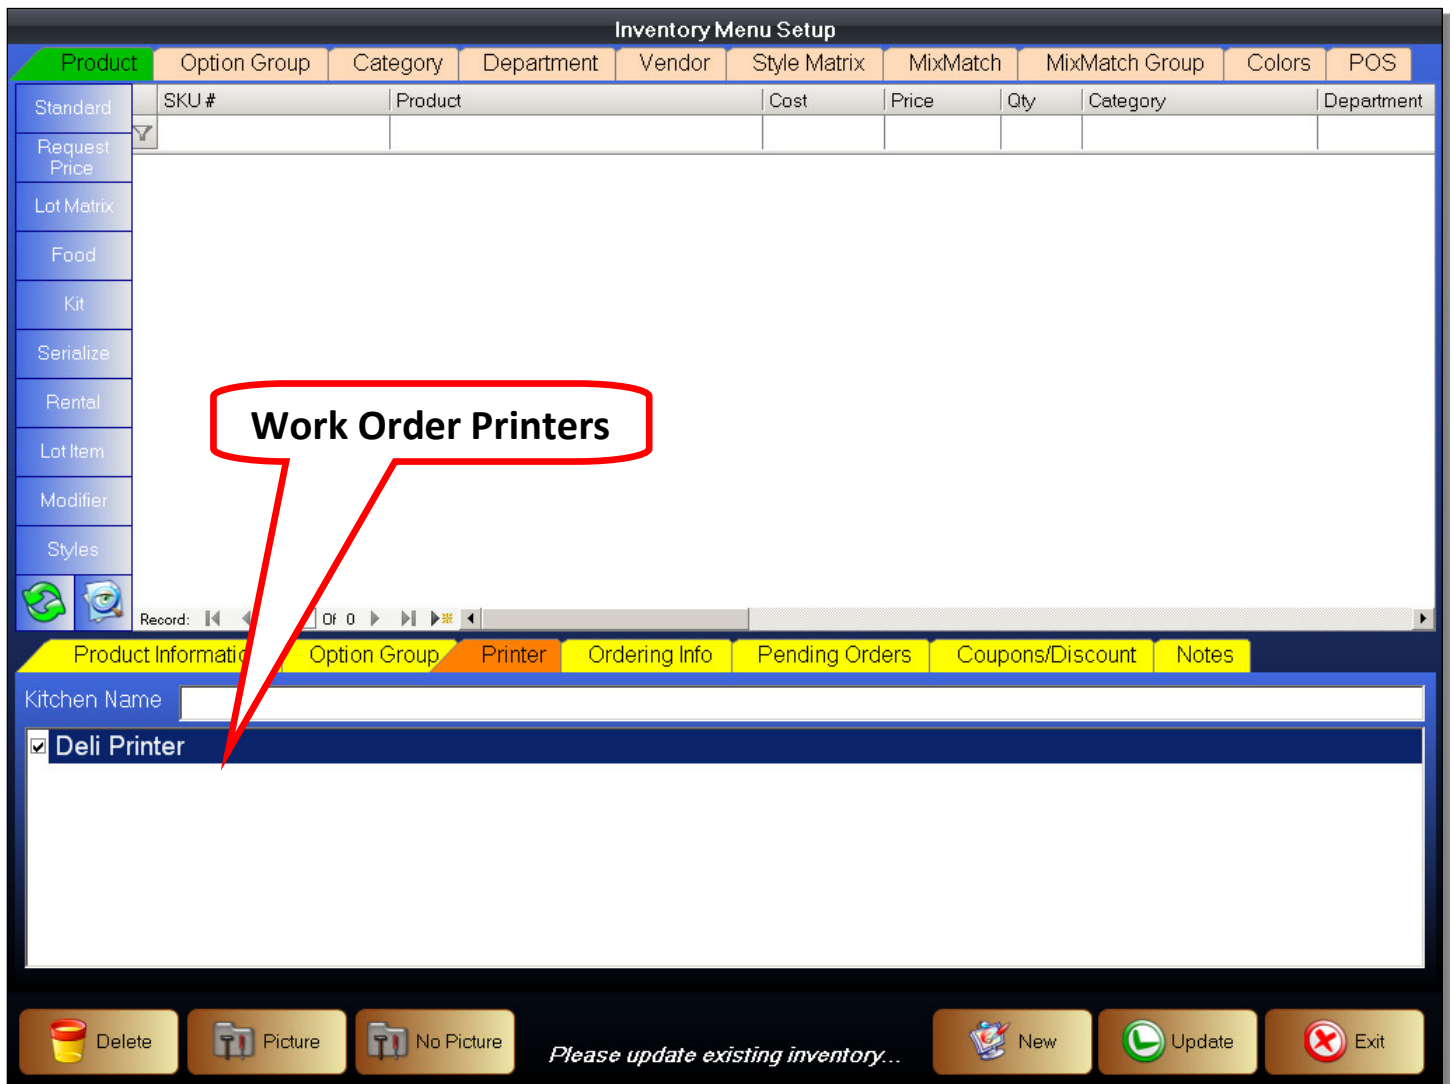 Inventory Menu Setup
Product Option Group Category Department Vendor Style Matrix MixMatch MixMatch Group Colors POS
SKU # Product Cost Price Qty Category Department
Standard
Request
Price
Lot Matrix
Food
Kit
Serialize
Rental
Work Order Printers
Lot Item
Modifier
Styles
Record: Of 0
Product Informatic Option Group Printer Ordering Info Pending Orders Coupons/Discount Notes
Kitchen Name
Deli Printer
Delete Picture No Picture Please update existing inventory... New Update Exit